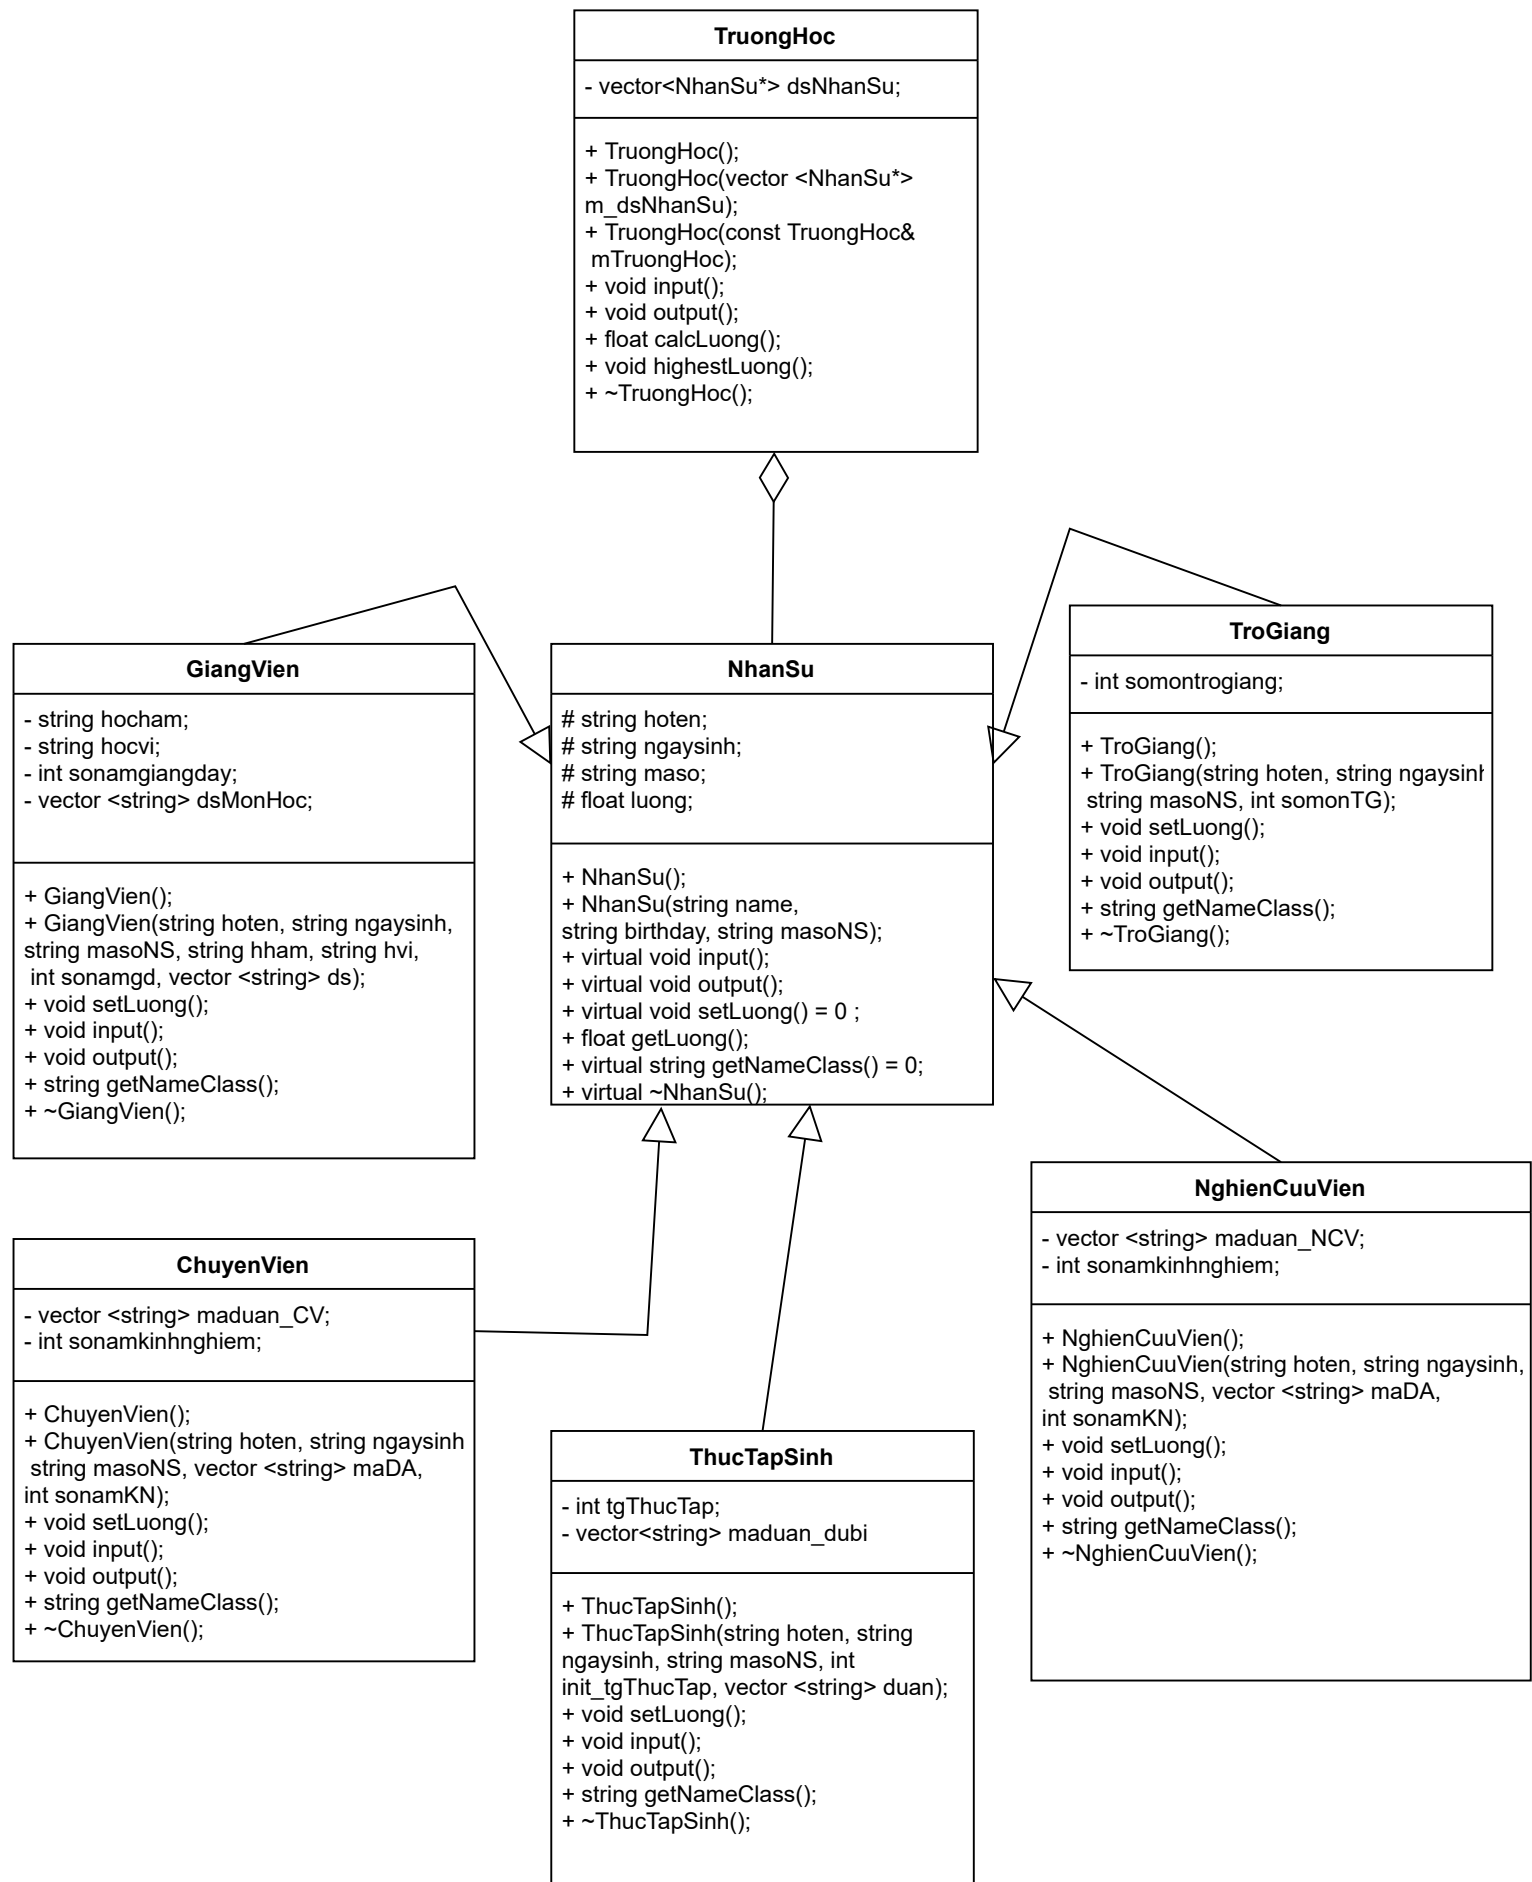 TruongHoc
- vector<NhanSu*> dsNhanSu;
+ TruongHoc();
+ TruongHoc(vector <NhanSu*>
m_dsNhanSu);
+ TruongHoc(const TruongHoc&
mTruongHoc);
+ void input();
+ void output();
+ float calcLuong();
+ void highestLuong();
+ ~TruongHoc();
GiangVien
- string hocham;
- string hocvi;
- int sonamgiangday;
- vector <string> dsMonHoc;
+ GiangVien();
+ GiangVien(string hoten, string ngaysinh,
string masoNS, string hham, string hvi,
int sonamgd, vector <string> ds);
+ void setLuong();
+ void input();
+ void output();
+ string getNameClass();
+ ~GiangVien();
NhanSu
# string hoten;
# string ngaysinh;
# string maso;
# float luong;
+ NhanSu();
+ NhanSu(string name,
string birthday, string masoNS);
+ virtual void input();
+ virtual void output();
+ virtual void setLuong() = 0 ;
+ float getLuong();
+ virtual string getNameClass() = 0;
+ virtual ~NhanSu();
TroGiang
- int somontrogiang;
+ TroGiang();
+ TroGiang(string hoten, string ngaysinh
string masoNS, int somonTG);
+ void setLuong();
+ void input();
+ void output();
+ string getNameClass();
+ ~TroGiang();
ChuyenVien
- vector <string> maduan_CV;
- int sonamkinhnghiem;
+ ChuyenVien();
+ ChuyenVien(string hoten, string ngaysinh
string masoNS, vector <string> maDA,
int sonamKN);
+ void setLuong();
+ void input();
+ void output();
+ string getNameClass();
+ ~ChuyenVien();
ThucTapSinh
- int tgThucTap;
- vector<string> maduan_dubi
+ ThucTapSinh();
+ ThucTapSinh(string hoten, string
ngaysinh, string masoNS, int
init_tgThucTap, vector <string> duan);
+ void setLuong();
+ void input();
+ void output();
+ string getNameClass();
+ ~ThucTapSinh();
NghienCuuVien
- vector <string> maduan_NCV;
- int sonamkinhnghiem;
+ NghienCuuVien();
+ NghienCuuVien(string hoten, string ngaysinh,
string masoNS, vector <string> maDA,
int sonamKN);
+ void setLuong();
+ void input();
+ void output();
+ string getNameClass();
+ ~NghienCuuVien();